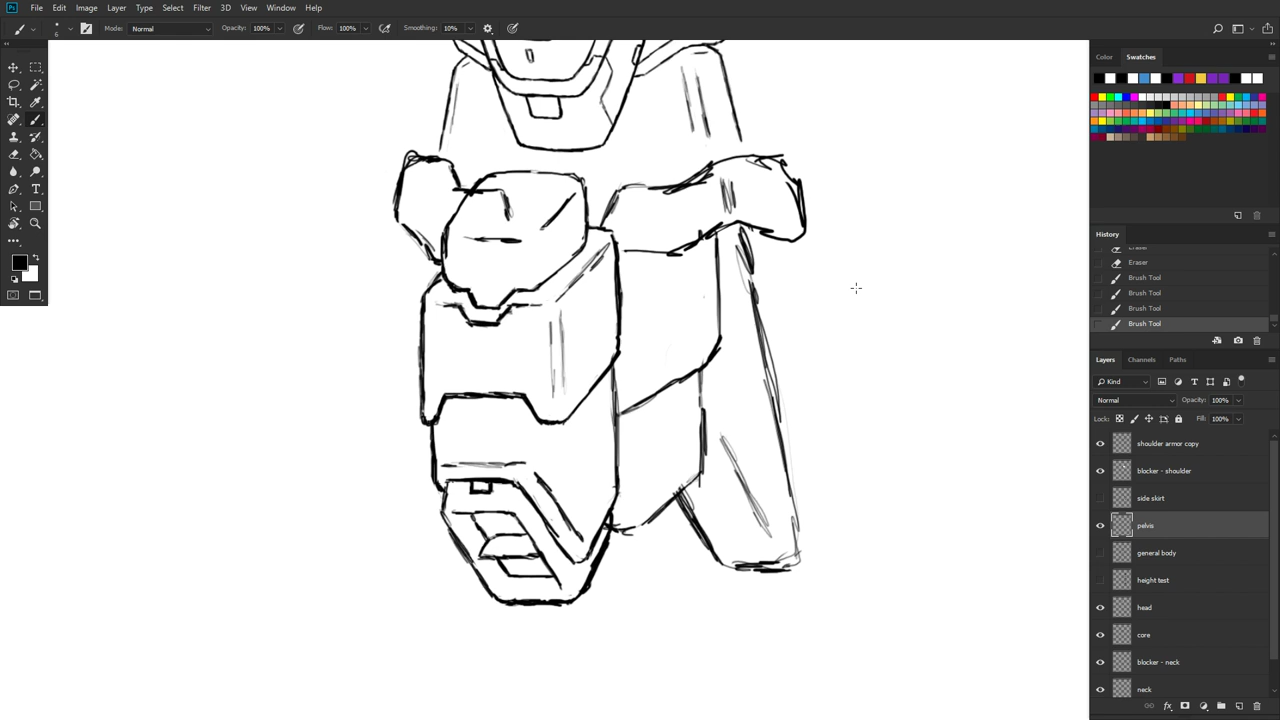 Ps File Edit Image Layer Type Select Filter 3D View Window Help
6 Mode: Normal Opacity: 100% Flow: 100% Smoothing: 10%
Color Swatches
History
Eraser
Eraser
Brush Tool
Brush Tool
Brush Tool
Brush Tool
Layers Channels Paths
Kind
Normal Opacity: 100%
Lock: Fill: 100%
shoulder armor copy
blocker - shoulder
side skirt
pelvis
general body
height test
head
core
blocker - neck
neck